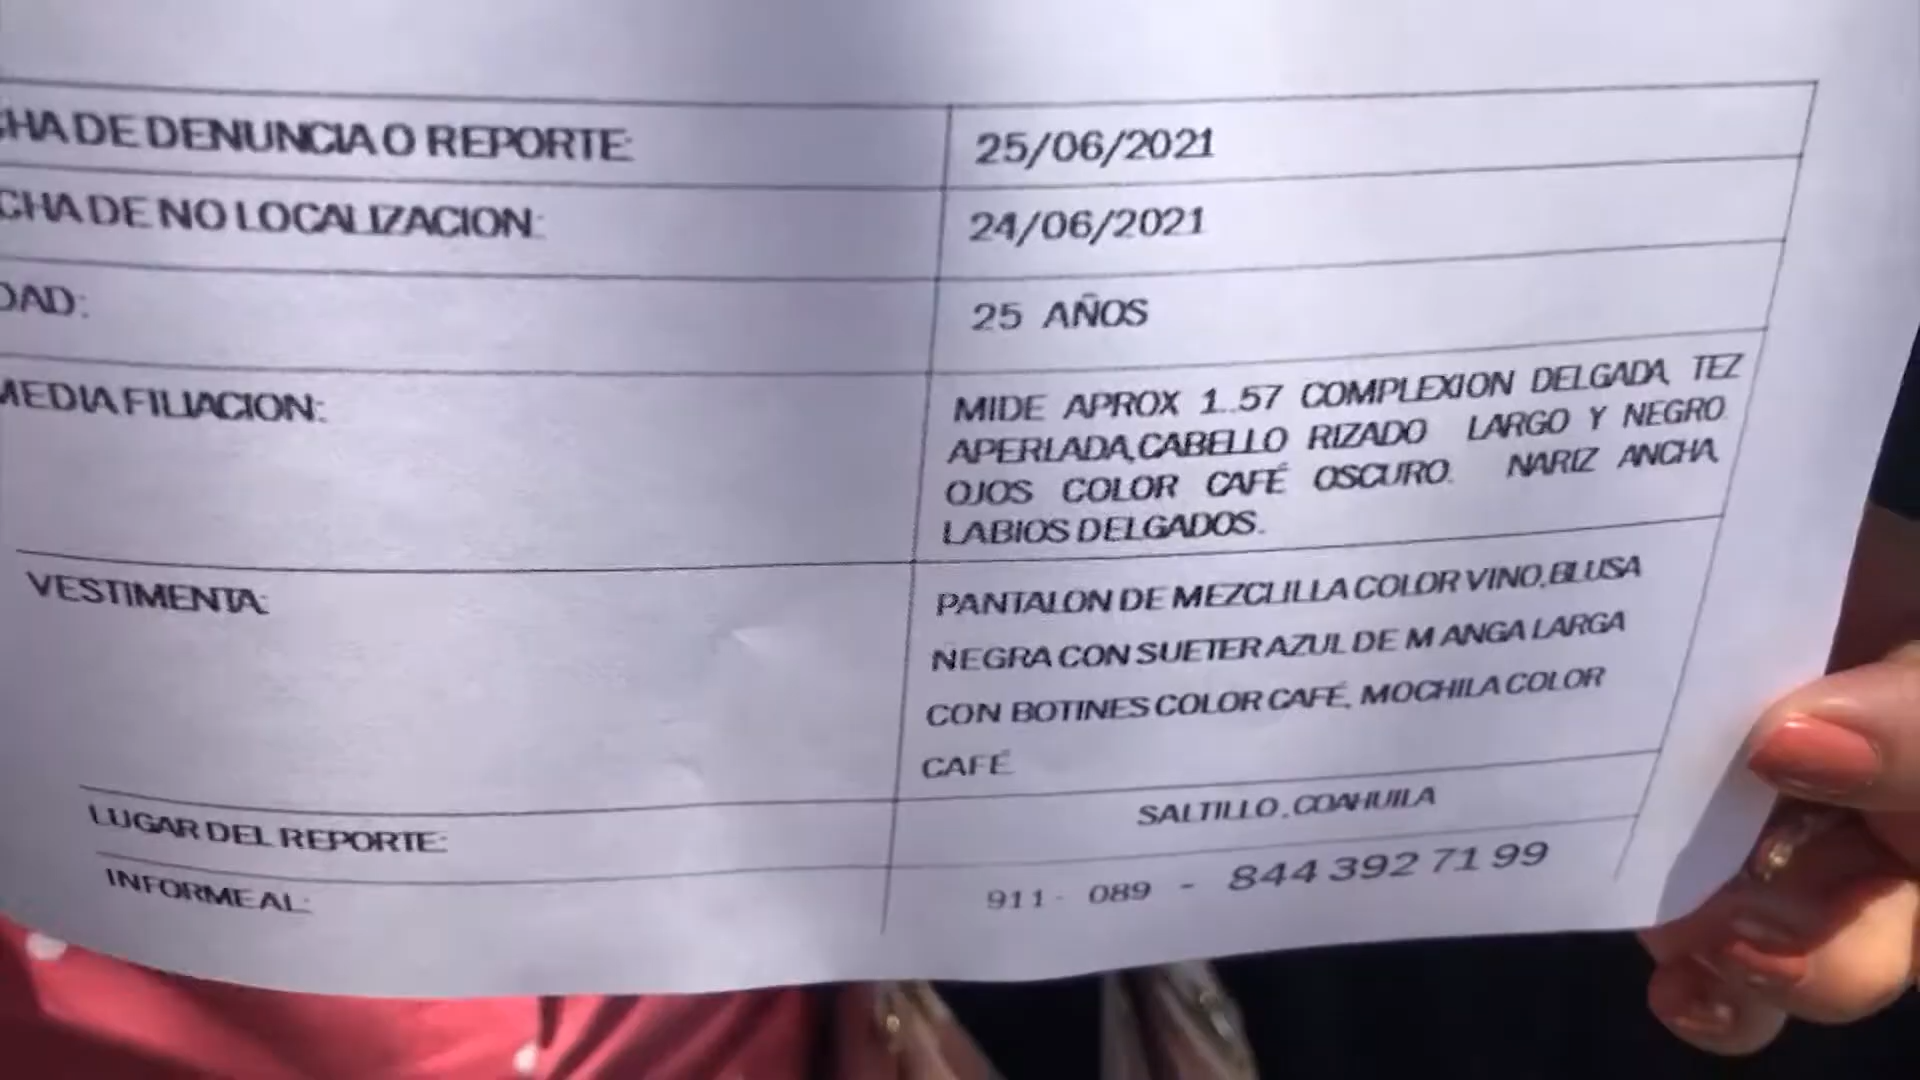 CHA DE DENUNCIA O REPORTE: 25/06/2021
CHA DE NO LOCALIZACION: 24/06/2021
DAD: 25 AÑOS
MEDIA FILIACION: MIDE APROX 1..57 COMPLEXION DELGADA, TEZ
APERLADA,CABELLO RIZADO LARGO Y NEGRO.
OJOS COLOR CAFÉ OSCURO. NARIZ ANCHA,
LABIOS DELGADOS.
VESTIMENTA: PANTALON DE MEZCLILLA COLOR VINO,BLUSA
NEGRA CON SUETER AZUL DE M ANGA LARGA
CON BOTINES COLOR CAFÉ, MOCHILA COLOR
CAFÉ
LUGAR DEL REPORTE: SALTILLO, COAHUILA
INFORME AL: 911- 089 - 844 392 71 99